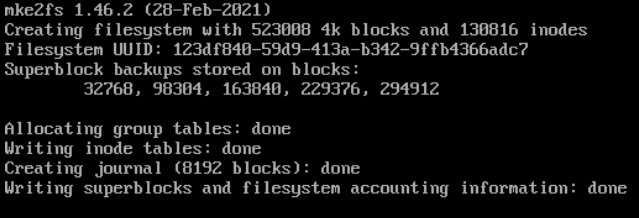 mke2fs 1.46.2 (28-Feb-2021)
Creating filesystem with 523008 4k blocks and 130816 inodes
Filesystem UUID: 123df840-59d9-413a-b342-9ffb4366adc7
Superblock backups stored on blocks:
32768, 98304, 163840, 229376, 294912
Allocating group tables: done
Writing inode tables: done
Creating journal (8192 blocks): done
Writing superblocks and filesystem accounting information: done